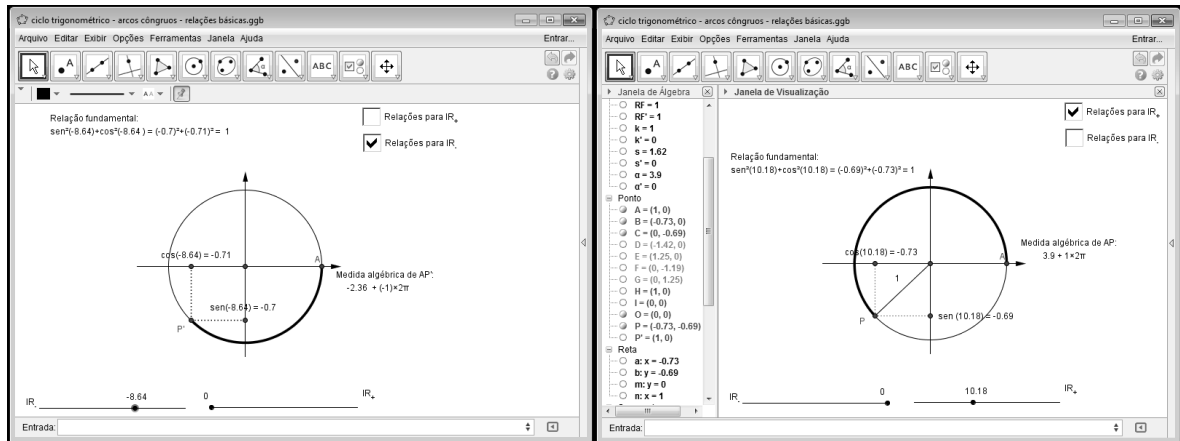 ciclo trigonométrico - arcos côngruos - relações básicas.ggb
Arquivo Editar Exibir Opções Ferramentas Janela Ajuda
Entrar...
A
ABC
Relação fundamental:
sen²(-8.64)+cos²(-8.64 ) = (-0.7)²+(-0.71)² = 1
Relações para IR₊
Relações para IR₋
cos(-8.64) = -0.71
A
Medida algébrica de AP':
-2.36 + (-1)×2π
sen(-8.64) = -0.7
P'
IR₋
-8.64
0
IR₊
Entrada:
ciclo trigonométrico - arcos côngruos - relações básicas.ggb
Arquivo Editar Exibir Opções Ferramentas Janela Ajuda
Entrar...
A
ABC
Janela de Álgebra
Janela de Visualização
RF = 1
RF' = 1
k = 1
k' = 0
s = 1.62
s' = 0
α = 3.9
α' = 0
Ponto
A = (1, 0)
B = (-0.73, 0)
C = (0, -0.69)
D = (-1.42, 0)
E = (1.25, 0)
F = (0, -1.19)
G = (0, 1.25)
H = (1, 0)
I = (0, 0)
O = (0, 0)
P = (-0.73, -0.69)
P' = (1, 0)
Reta
a: x = -0.73
b: y = -0.69
m: y = 0
n: x = 1
Relações para IR₊
Relações para IR₋
Relação fundamental:
sen²(10.18)+cos²(10.18) = (-0.69)²+(-0.73)² = 1
cos(10.18) = -0.73
A
Medida algébrica de AP:
3.9 + 1×2π
1
P
sen (10.18) = -0.69
IR₋
0
10.18
IR₊
Entrada: